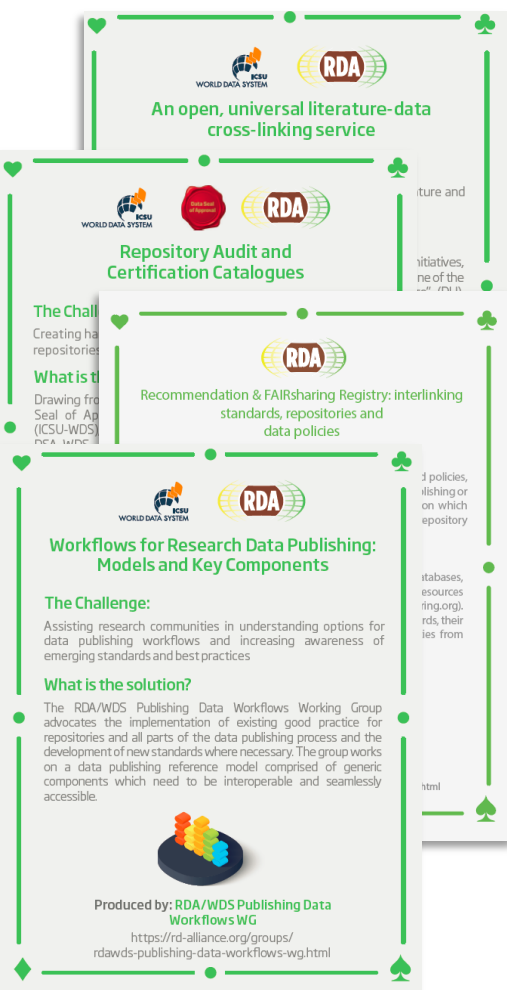 ICSU
WORLD DATA SYSTEM
RDA
An open, universal literature-data
cross-linking service
and
ICSU
WORLD DATA SYSTEM
Data Seal
of Approval
RDA
Repository Audit and
Certification Catalogues
The Chall
Creating ha
repositories
What is th
Drawing fro
Seal of Ap
(ICSU-WDS)
initiatives,
ne of the
RDA
Recommendation & FAIRsharing Registry: interlinking
standards, repositories and
data policies
d policies,
blishing or
on which
epository
atabases,
esources
ring.org).
rds, their
ies from
html
ICSU
WORLD DATA SYSTEM
RDA
Workflows for Research Data Publishing:
Models and Key Components
The Challenge:
Assisting research communities in understanding options for
data publishing workflows and increasing awareness of
emerging standards and best practices
What is the solution?
The RDA/WDS Publishing Data Workflows Working Group
advocates the implementation of existing good practice for
repositories and all parts of the data publishing process and the
development of new standards where necessary. The group works
on a data publishing reference model comprised of generic
components which need to be interoperable and seamlessly
accessible.
Produced by: RDA/WDS Publishing Data
Workflows WG
https://rd-alliance.org/groups/
rdawds-publishing-data-workflows-wg.html